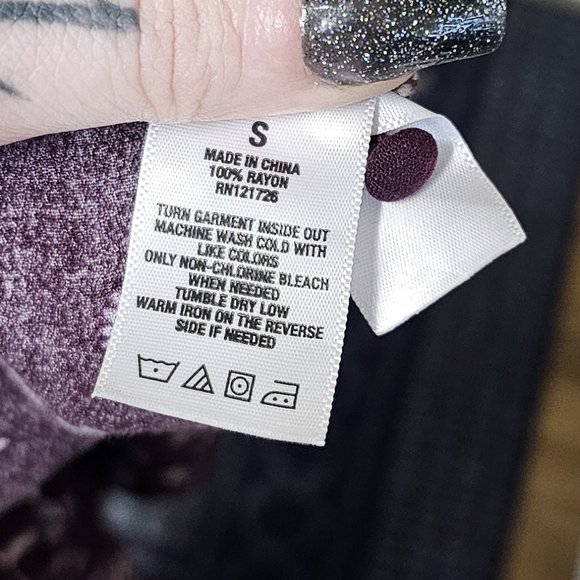 S
MADE IN CHINA
100% RAYON
RN121726
TURN GARMENT INSIDE OUT
MACHINE WASH COLD WITH
LIKE COLORS
ONLY NON-CHLORINE BLEACH
WHEN NEEDED
TUMBLE DRY LOW
WARM IRON ON THE REVERSE
SIDE IF NEEDED